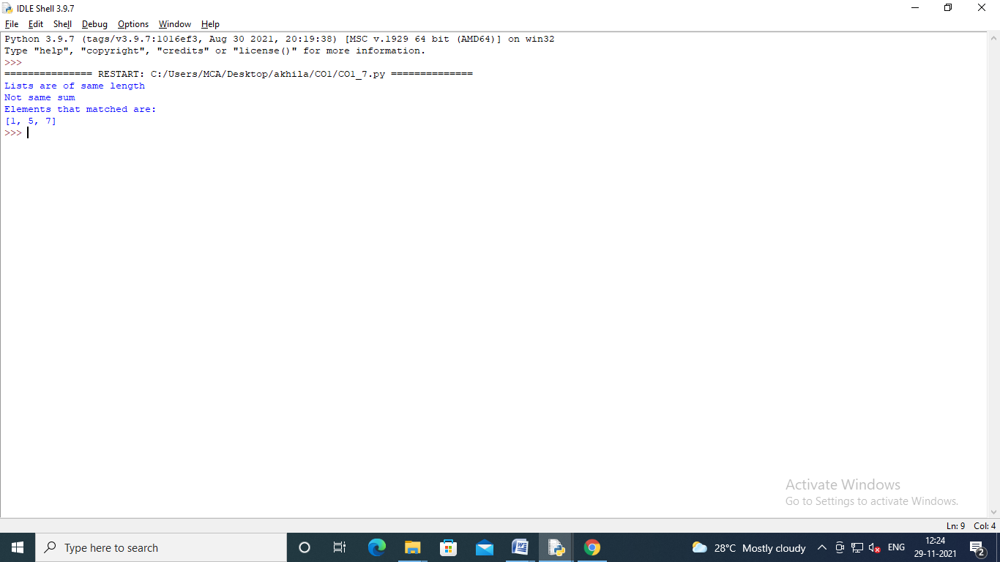 IDLE Shell 3.9.7
File Edit Shell Debug Options Window Help
Python 3.9.7 (tags/v3.9.7:1016ef3, Aug 30 2021, 20:19:38) [MSC v.1929 64 bit (AMD64)] on win32
Type "help", "copyright", "credits" or "license()" for more information.
>>>
=============== RESTART: C:/Users/MCA/Desktop/akhila/CO1/CO1_7.py ==============
Lists are of same length
Not same sum
Elements that matched are:
[1, 5, 7]
>>>
Activate Windows
Go to Settings to activate Windows.
Ln: 9 Col: 4
Type here to search
28°C Mostly cloudy
ENG
12:24
29-11-2021
2